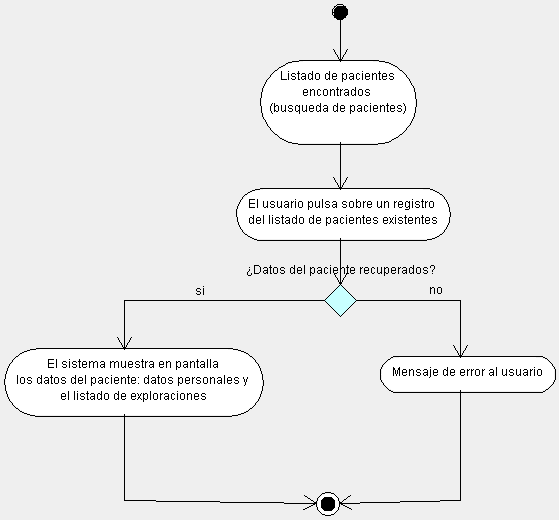 Listado de pacientes
encontrados
(busqueda de pacientes)
El usuario pulsa sobre un registro
del listado de pacientes existentes
¿Datos del paciente recuperados?
si
no
El sistema muestra en pantalla
los datos del paciente: datos personales y
el listado de exploraciones
Mensaje de error al usuario